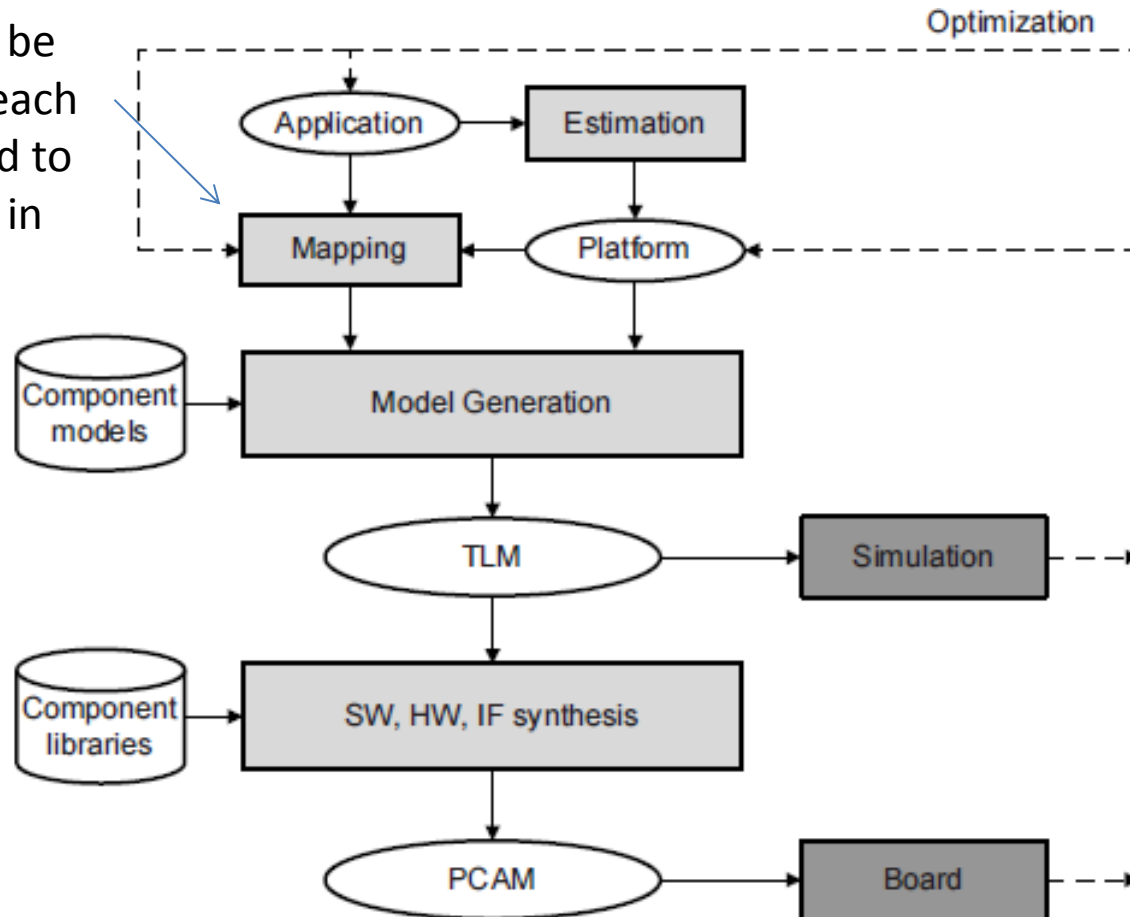 be
each
d to
in
Optimization
Application
Estimation
Mapping
Platform
Component
models
Model Generation
TLM
Simulation
Component
libraries
SW, HW, IF synthesis
PCAM
Board